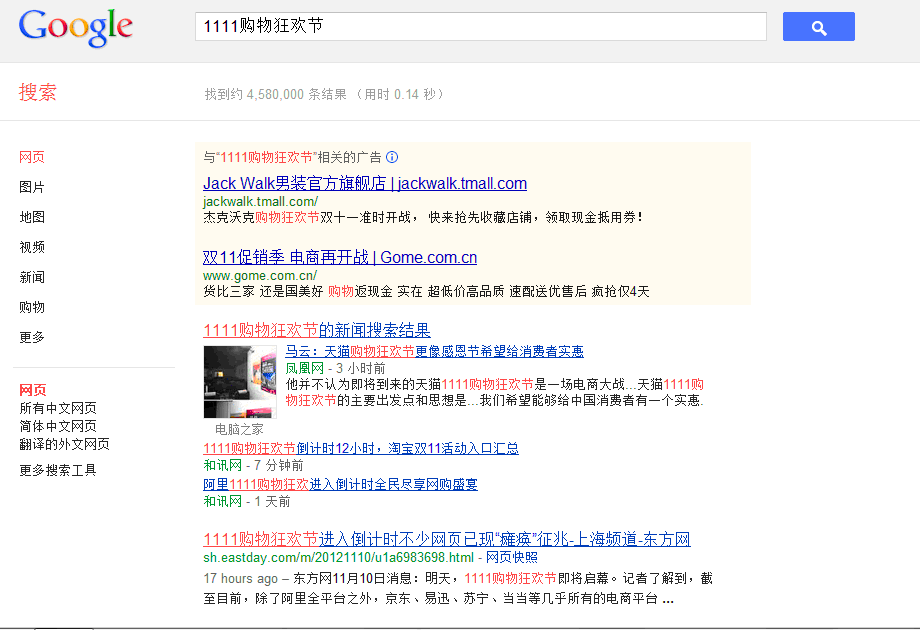 Google
1111购物狂欢节
搜索
找到约 4,580,000 条结果 （用时 0.14 秒）
网页
图片
地图
视频
新闻
购物
更多
网页
所有中文网页
简体中文网页
翻译的外文网页
更多搜索工具
与“1111购物狂欢节”相关的广告
Jack Walk男装官方旗舰店 | jackwalk.tmall.com
jackwalk.tmall.com/
杰克沃克购物狂欢节双十一准时开战， 快来抢先收藏店铺，领取现金抵用券！
双11促销季 电商再开战 | Gome.com.cn
www.gome.com.cn/
货比三家 还是国美好 购物返现金 实在 超低价高品质 速配送优售后 疯抢仅4天
1111购物狂欢节的新闻搜索结果
马云：天猫购物狂欢节更像感恩节希望给消费者实惠
凤凰网 - 3 小时前
他并不认为即将到来的天猫1111购物狂欢节是一场电商大战...天猫1111购
物狂欢节的主要出发点和思想是...我们希望能够给中国消费者有一个实惠.
电脑之家
1111购物狂欢节倒计时12小时，淘宝双11活动入口汇总
和讯网 - 7 分钟前
阿里1111购物狂欢进入倒计时全民尽享网购盛宴
和讯网 - 1 天前
1111购物狂欢节进入倒计时不少网页已现“瘫痪”征兆-上海频道-东方网
sh.eastday.com/m/20121110/u1a6983698.html - 网页快照
17 hours ago – 东方网11月10日消息：明天，1111购物狂欢节即将启幕。记者了解到，截
至目前，除了阿里全平台之外，京东、易迅、苏宁、当当等几乎所有的电商平台 ...